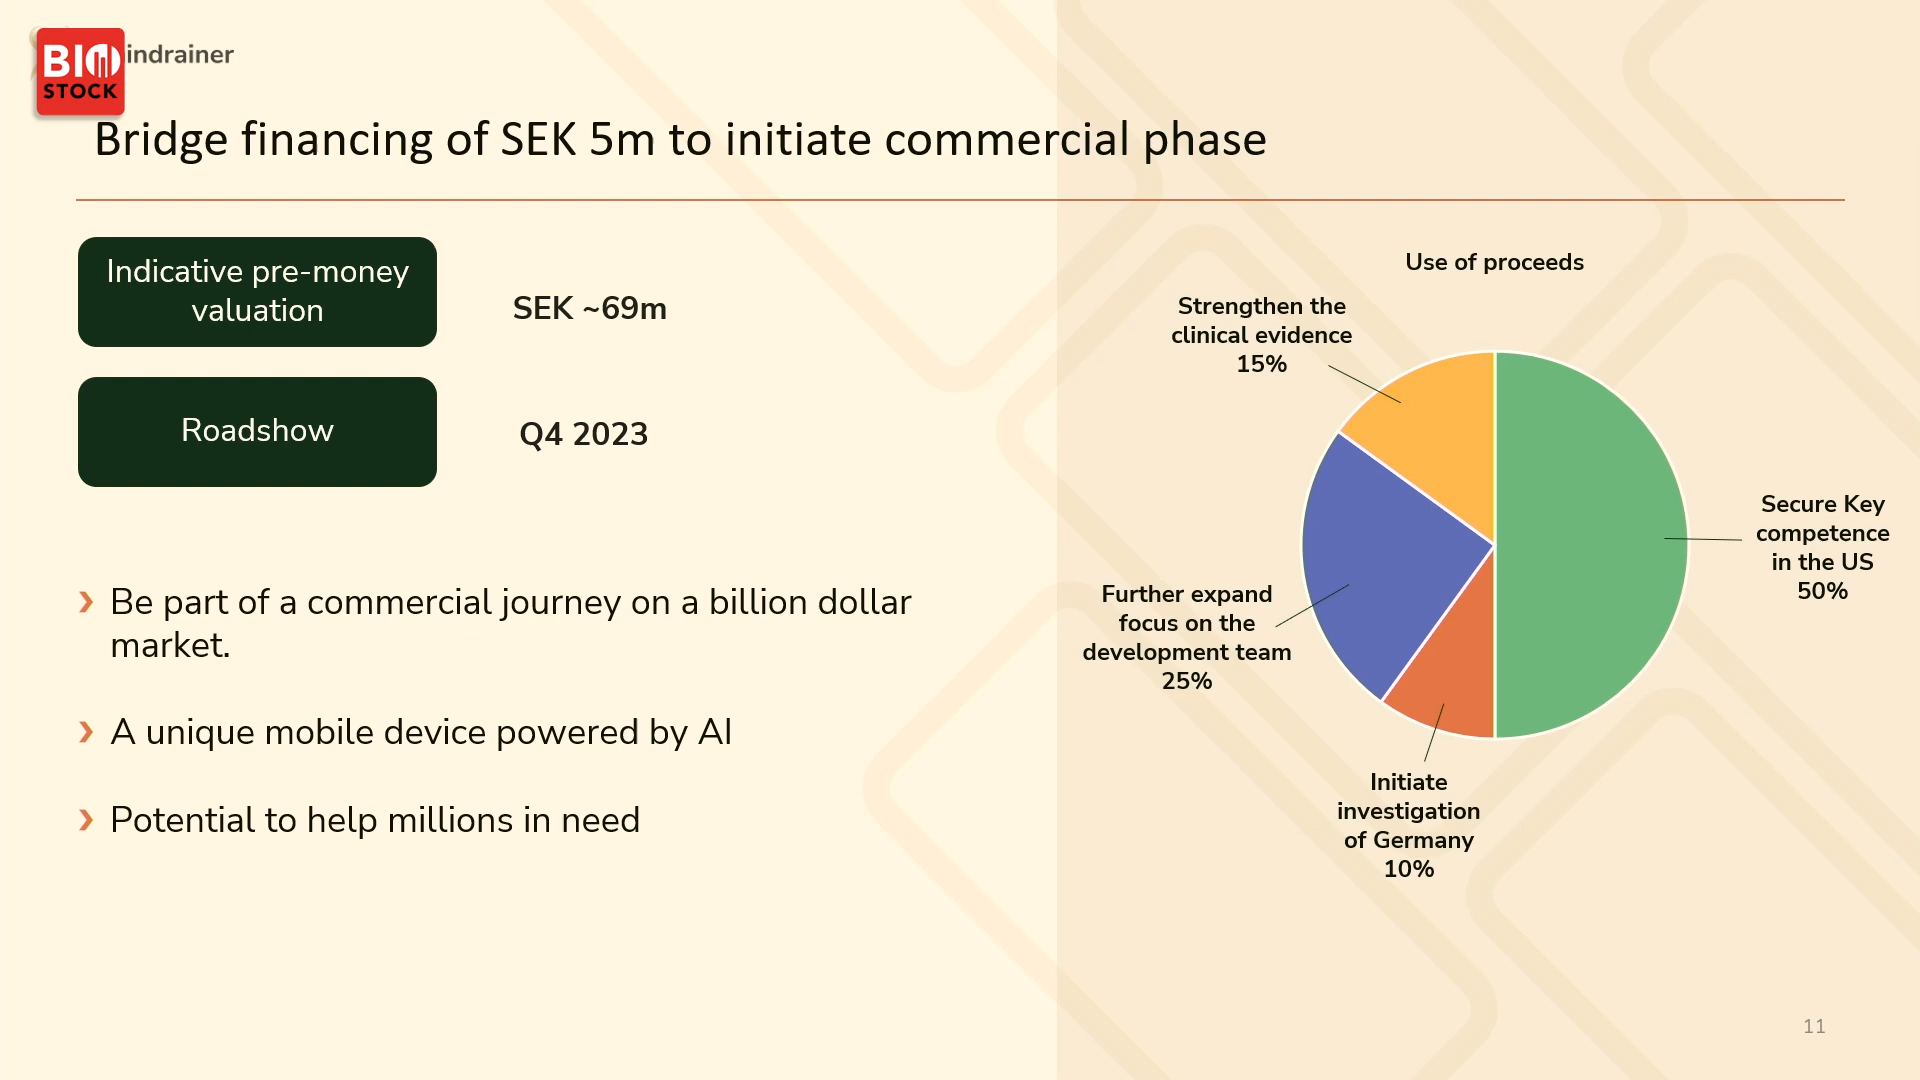 BIO
STOCK
indrainer
Bridge financing of SEK 5m to initiate commercial phase
Indicative pre-money
valuation
SEK ~69m
Roadshow
Q4 2023
› Be part of a commercial journey on a billion dollar
market.
› A unique mobile device powered by AI
› Potential to help millions in need
Use of proceeds
Strengthen the
clinical evidence
15%
Secure Key
competence
in the US
50%
Further expand
focus on the
development team
25%
Initiate
investigation
of Germany
10%
11